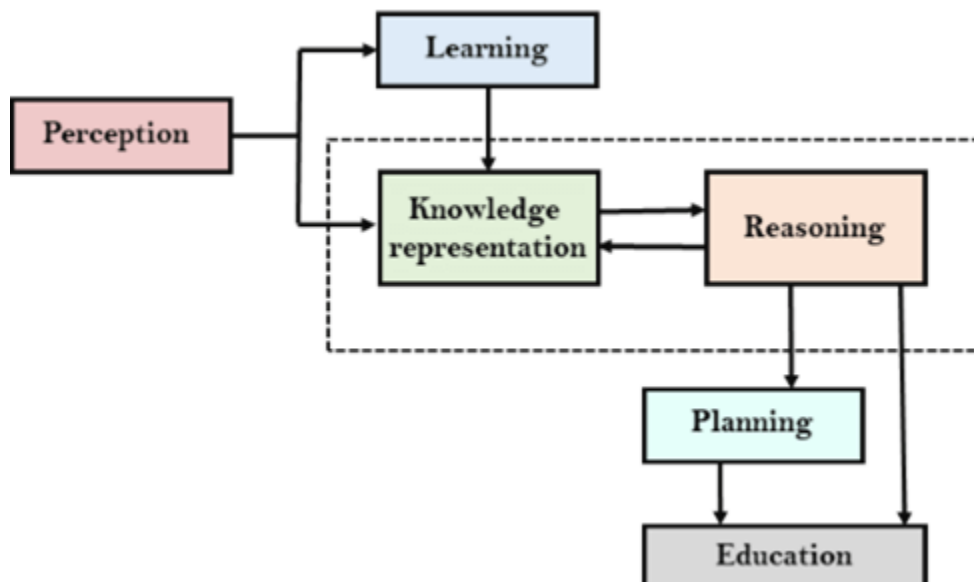 Learning
Perception
Knowledge
representation
Reasoning
Planning
Education